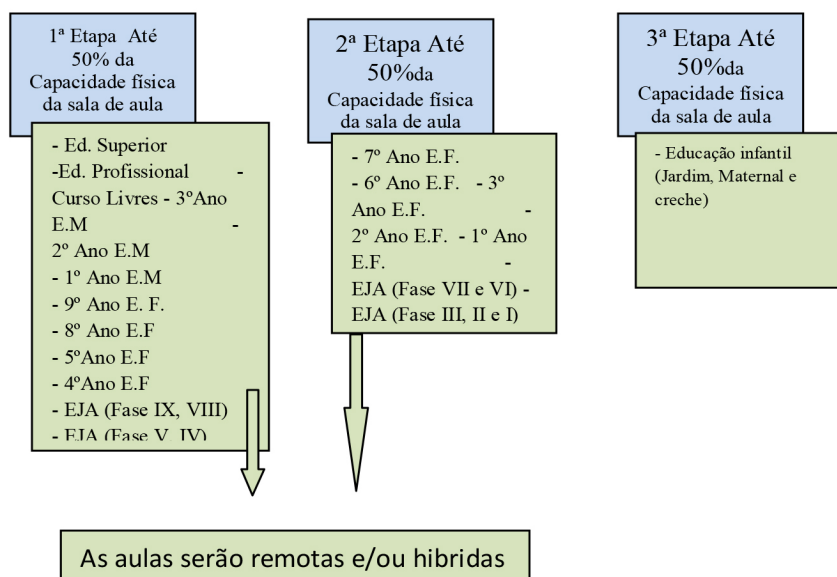 1ª Etapa Até
50% da
Capacidade física
da sala de aula
- Ed. Superior
-Ed. Profissional -
Curso Livres - 3ºAno
E.M -
2º Ano E.M
- 1º Ano E.M
- 9º Ano E. F.
- 8º Ano E.F
- 5ºAno E.F
- 4ºAno E.F
- EJA (Fase IX, VIII)
- EJA (Fase V, IV)
2ª Etapa Até
50%da
Capacidade física
da sala de aula
- 7º Ano E.F.
- 6º Ano E.F. - 3º
Ano E.F. -
2º Ano E.F. - 1º Ano
E.F. -
EJA (Fase VII e VI) -
EJA (Fase III, II e I)
3ª Etapa Até
50%da
Capacidade física
da sala de aula
- Educação infantil
(Jardim, Maternal e
creche)
As aulas serão remotas e/ou hibridas